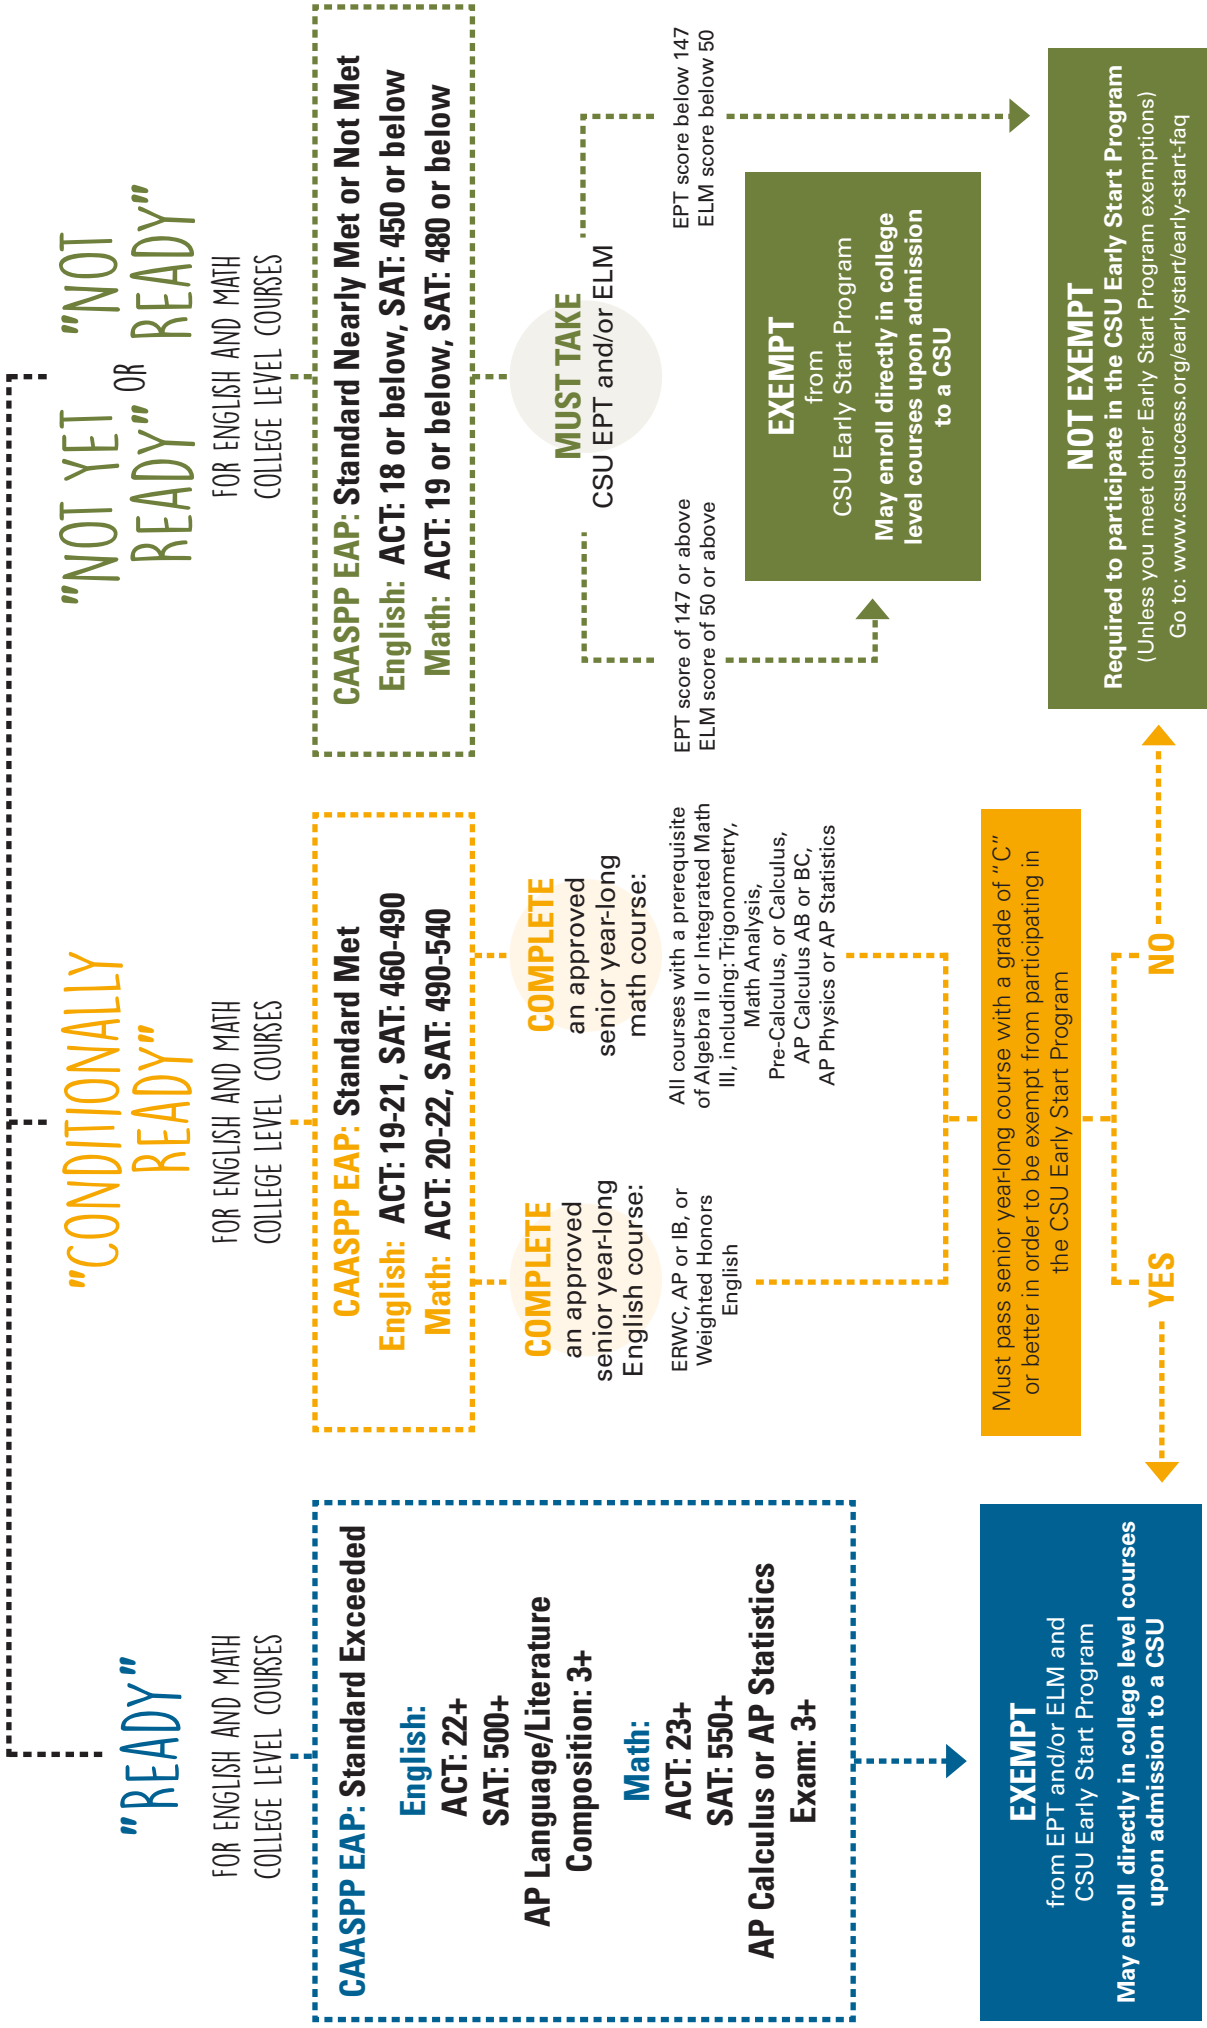 "READY"
FOR ENGLISH AND MATH
COLLEGE LEVEL COURSES
CAASPP EAP: Standard Exceeded
English:
ACT: 22+
SAT: 500+
AP Language/Literature
Composition: 3+
Math:
ACT: 23+
SAT: 550+
AP Calculus or AP Statistics
Exam: 3+
EXEMPT
from EPT and/or ELM and
CSU Early Start Program
May enroll directly in college level courses
upon admission to a CSU
"CONDITIONALLY
READY"
FOR ENGLISH AND MATH
COLLEGE LEVEL COURSES
CAASPP EAP: Standard Met
English: ACT: 19-21, SAT: 460-490
Math: ACT: 20-22, SAT: 490-540
COMPLETE
an approved
senior year-long
English course:
ERWC, AP or IB, or
Weighted Honors
English
COMPLETE
an approved
senior year-long
math course:
All courses with a prerequisite
of Algebra II or Integrated Math
III, including: Trigonometry,
Math Analysis,
Pre-Calculus, or Calculus,
AP Calculus AB or BC,
AP Physics or AP Statistics
Must pass senior year-long course with a grade of "C"
or better in order to be exempt from participating in
the CSU Early Start Program
YES
NO
"NOT YET
READY"
OR
"NOT
READY"
FOR ENGLISH AND MATH
COLLEGE LEVEL COURSES
CAASPP EAP: Standard Nearly Met or Not Met
English: ACT: 18 or below, SAT: 450 or below
Math: ACT: 19 or below, SAT: 480 or below
MUST TAKE
CSU EPT and/or ELM
EPT score of 147 or above
ELM score of 50 or above
EPT score below 147
ELM score below 50
EXEMPT
from
CSU Early Start Program
May enroll directly in college
level courses upon admission
to a CSU
NOT EXEMPT
Required to participate in the CSU Early Start Program
(Unless you meet other Early Start Program exemptions)
Go to: www.csusuccess.org/earlystart/early-start-faq